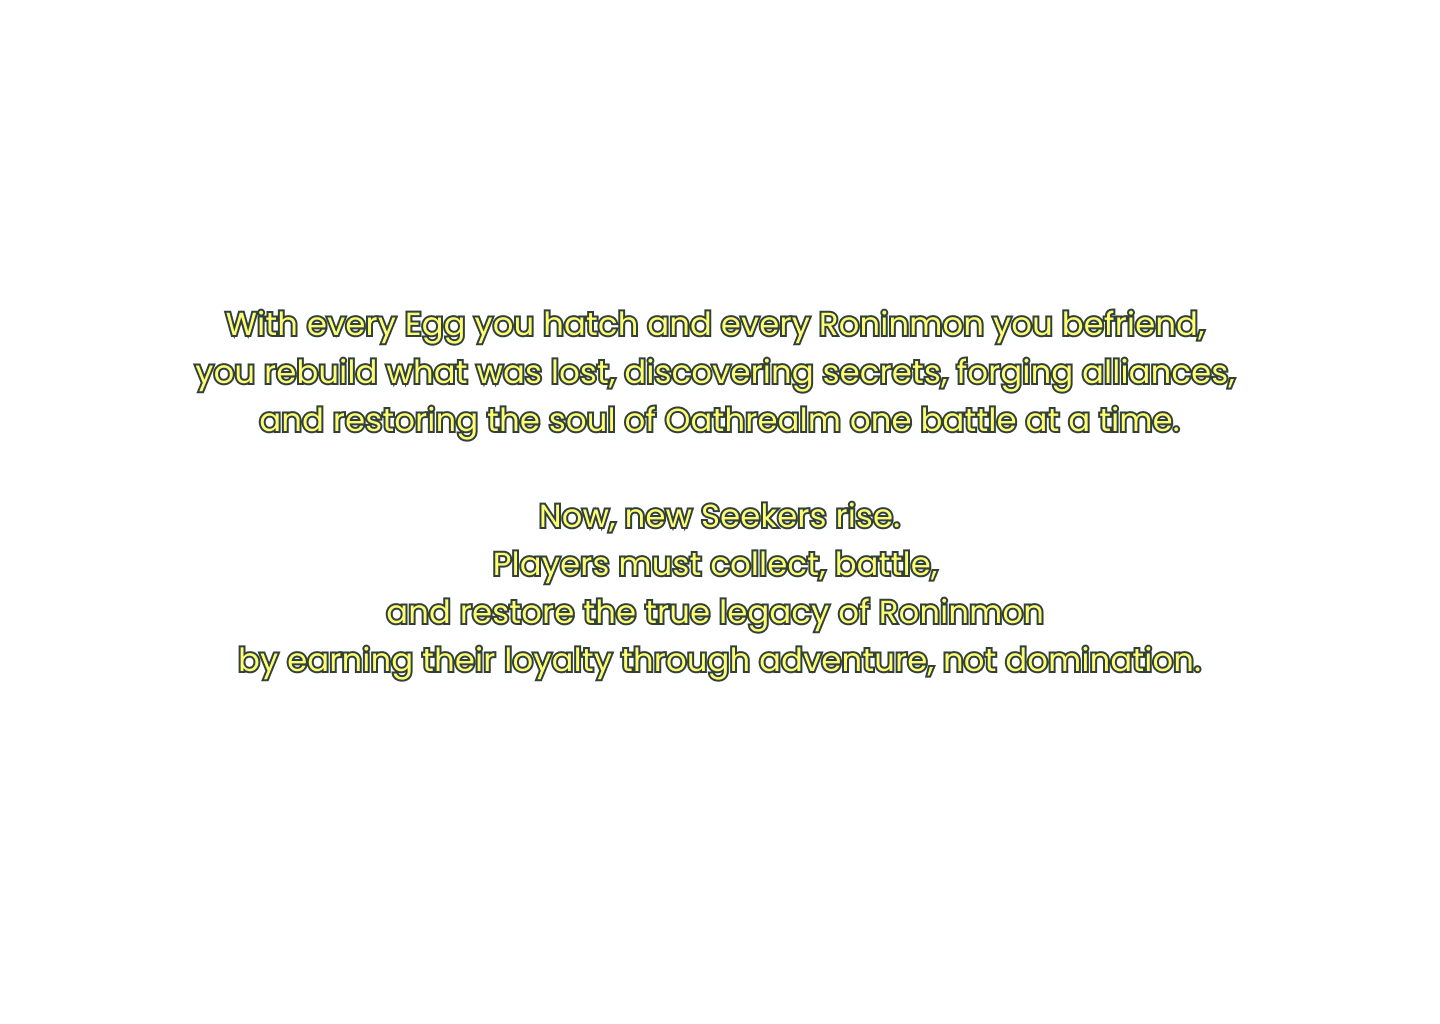 With every Egg you hatch and every Roninmon you befriend,
you rebuild what was lost, discovering secrets, forging alliances,
and restoring the soul of Oathrealm one battle at a time.
Now, new Seekers rise.
Players must collect, battle,
and restore the true legacy of Roninmon
by earning their loyalty through adventure, not domination.